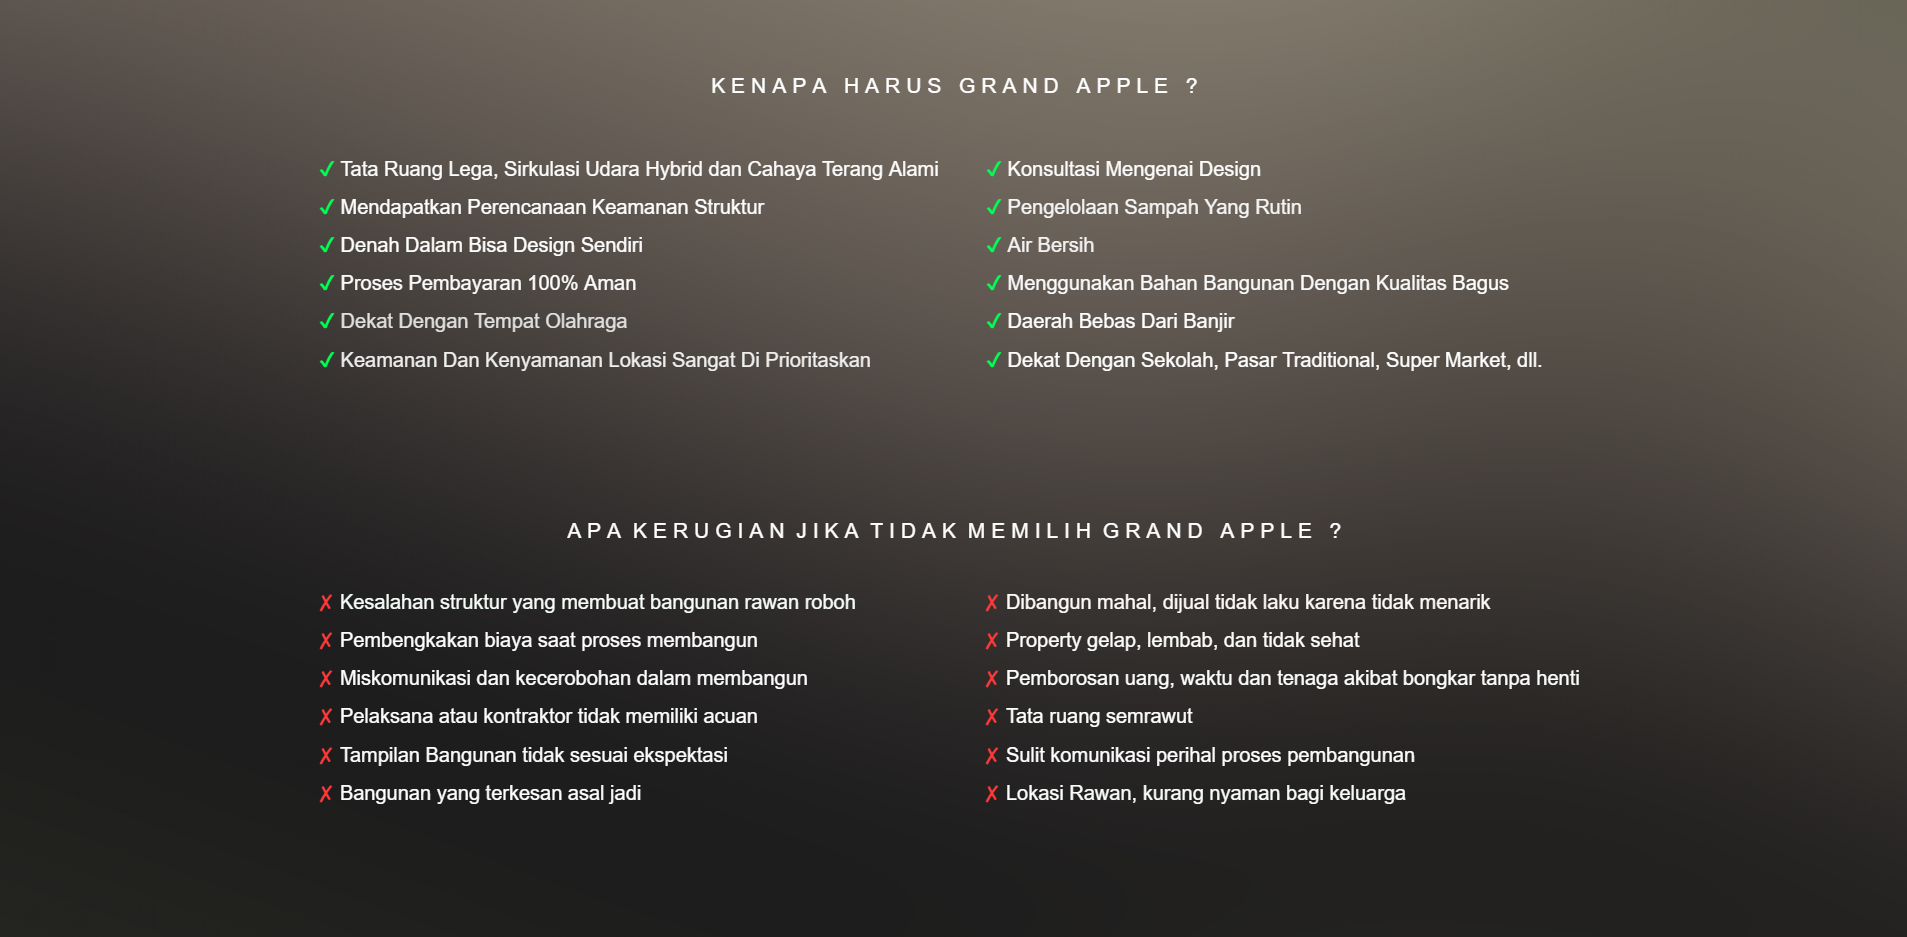 KENAPA HARUS GRAND APPLE ?
✓ Tata Ruang Lega, Sirkulasi Udara Hybrid dan Cahaya Terang Alami
✓ Mendapatkan Perencanaan Keamanan Struktur
✓ Denah Dalam Bisa Design Sendiri
✓ Proses Pembayaran 100% Aman
✓ Dekat Dengan Tempat Olahraga
✓ Keamanan Dan Kenyamanan Lokasi Sangat Di Prioritaskan
✓ Konsultasi Mengenai Design
✓ Pengelolaan Sampah Yang Rutin
✓ Air Bersih
✓ Menggunakan Bahan Bangunan Dengan Kualitas Bagus
✓ Daerah Bebas Dari Banjir
✓ Dekat Dengan Sekolah, Pasar Traditional, Super Market, dll.
APA KERUGIAN JIKA TIDAK MEMILIH GRAND APPLE ?
✗ Kesalahan struktur yang membuat bangunan rawan roboh
✗ Pembengkakan biaya saat proses membangun
✗ Miskomunikasi dan kecerobohan dalam membangun
✗ Pelaksana atau kontraktor tidak memiliki acuan
✗ Tampilan Bangunan tidak sesuai ekspektasi
✗ Bangunan yang terkesan asal jadi
✗ Dibangun mahal, dijual tidak laku karena tidak menarik
✗ Property gelap, lembab, dan tidak sehat
✗ Pemborosan uang, waktu dan tenaga akibat bongkar tanpa henti
✗ Tata ruang semrawut
✗ Sulit komunikasi perihal proses pembangunan
✗ Lokasi Rawan, kurang nyaman bagi keluarga